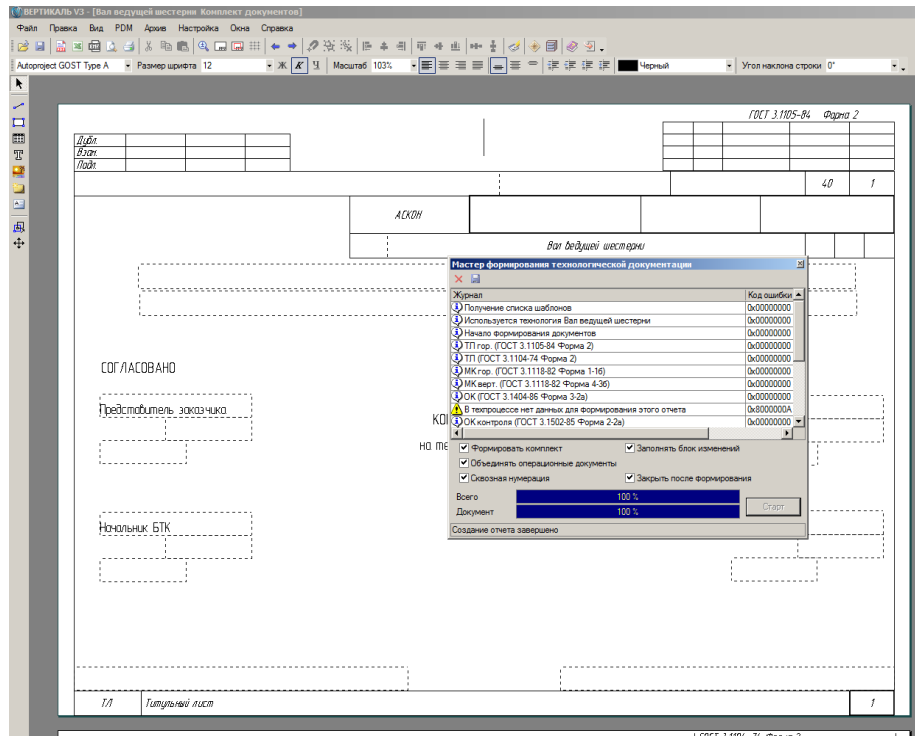 ВЕРТИКАЛЬ V3 - [Вал ведущей шестерни Комплект документов]
Файл Правка Вид PDM Архив Настройка Окна Справка
Autoproject GOST Type A Размер шрифта 12 Ж К Ч Масштаб 103% Черный Угол наклона строки 0°
ГОСТ 3.1105-84 Форма 2
Дубл.
Взам.
Подл.
40 1
АСКОН
Вал ведущей шестерни
Мастер формирования технологической документации
Журнал Код ошибки
Получение списка шаблонов 0x00000000
Используется технология Вал ведущей шестерни 0x00000000
Начало формирования документов 0x00000000
ТП гор. (ГОСТ 3.1105-84 Форма 2) 0x00000000
ТП (ГОСТ 3.1104-74 Форма 2) 0x00000000
МК гор. (ГОСТ 3.1118-82 Форма 1-1б) 0x00000000
МК верт. (ГОСТ 3.1118-82 Форма 4-3б) 0x00000000
ОК (ГОСТ 3.1404-86 Форма 3-2а) 0x00000000
В техпроцессе нет данных для формирования этого отчета 0x8000000A
ОК контроля (ГОСТ 3.1502-85 Форма 2-2а) 0x00000000
Формировать комплект Заполнять блок изменений
Объединять операционные документы
Сквозная нумерация Закрыть после формирования
Всего 100 %
Документ 100 %
Старт
Создание отчета завершено
СОГЛАСОВАНО
Представитель заказчика
КО
на те
Начальник БТК
ТЛ Титульный лист 1